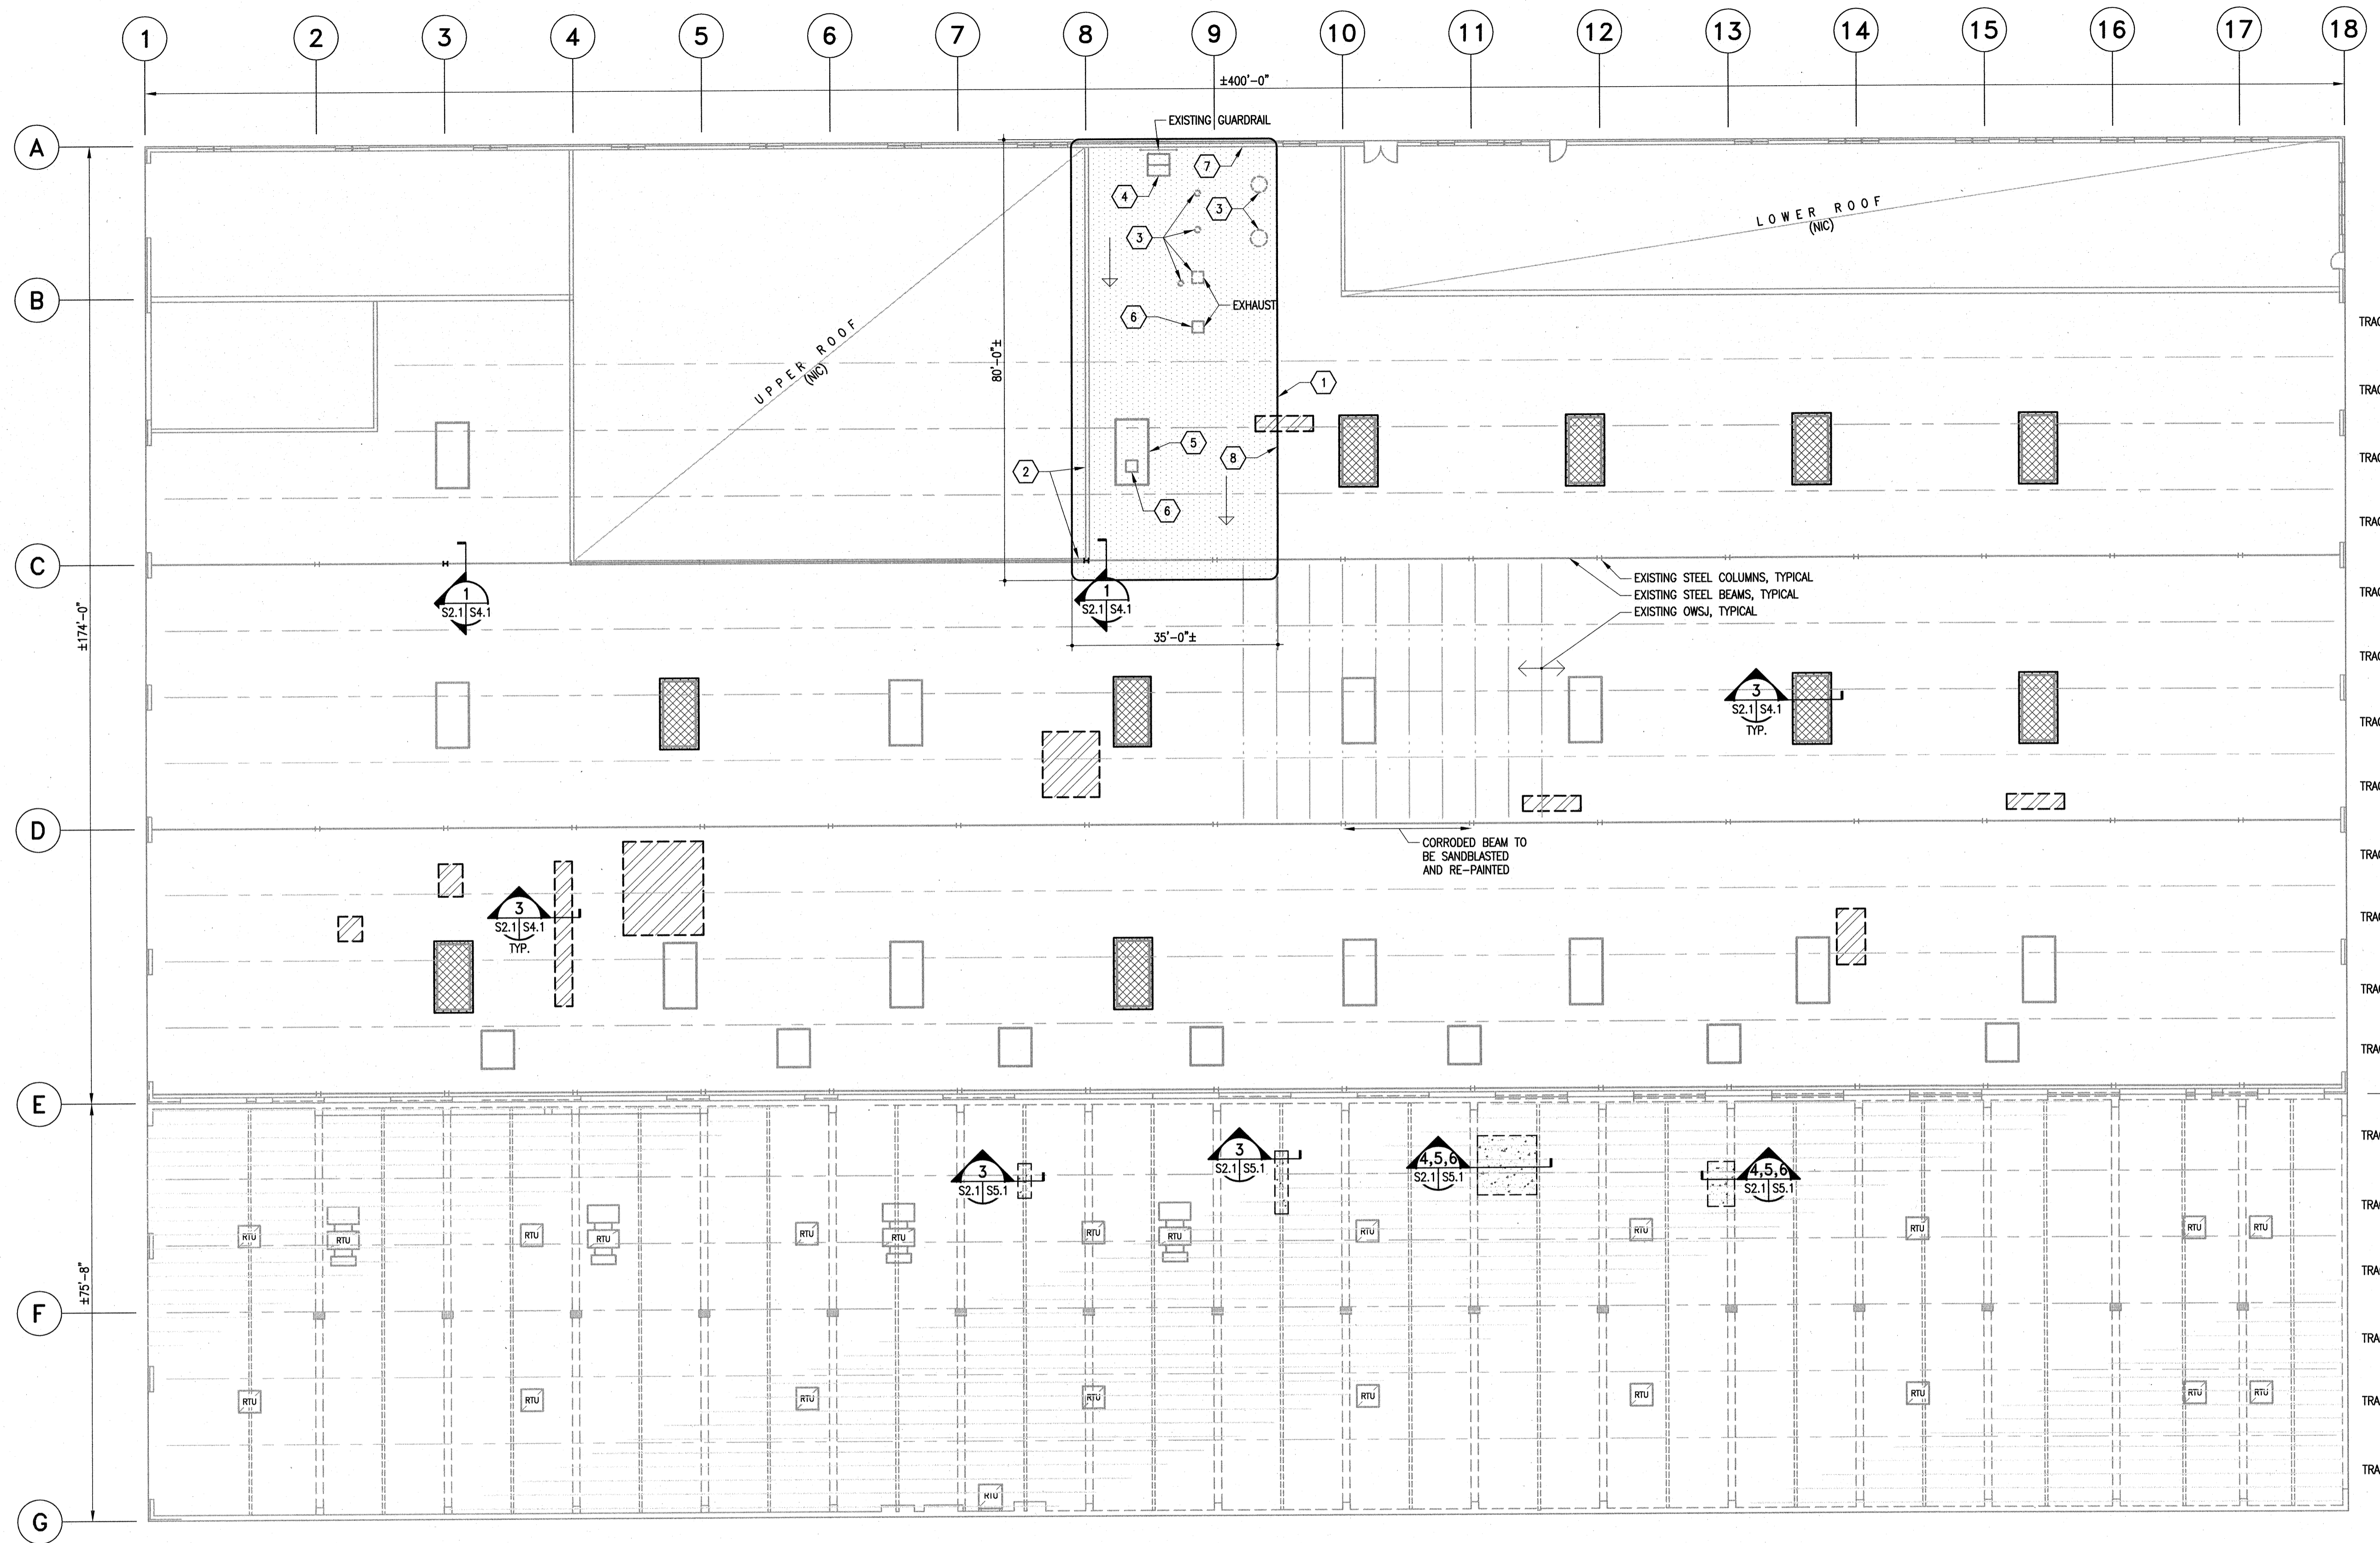 1 2 3 4 5 6 7 8 9 10 11 12 13 14 15 16 17 18
±400'-0"
EXISTING GUARDRAIL
A
7
4
3
3
LOWER ROOF
(NIC)
B
EXHAUST
6
UPPER ROOF
(NIC)
80'-0"±
1
5
8
2
6
C
±174'-0"
1
S2.1 S4.1
1
S2.1 S4.1
35'-0"±
EXISTING STEEL COLUMNS, TYPICAL
EXISTING STEEL BEAMS, TYPICAL
EXISTING OWSJ, TYPICAL
3
S2.1 S4.1
TYP.
D
CORRODED BEAM TO
BE SANDBLASTED
AND RE-PAINTED
3
S2.1 S4.1
TYP.
E
3
S2.1 S5.1
3
S2.1 S5.1
4,5,6
S2.1 S5.1
4,5,6
S2.1 S5.1
RTU RTU RTU RTU RTU RTU RTU RTU RTU RTU RTU RTU RTU
±75'-8"
F
RTU RTU RTU RTU RTU RTU RTU RTU RTU
RTU
G